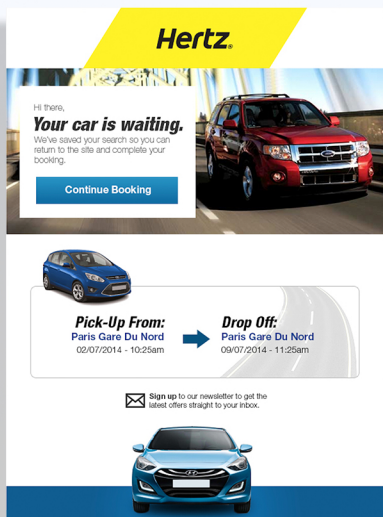 Hertz®
Hi there,
Your car is waiting.
We've saved your search so you can
return to the site and complete your
booking.
Continue Booking
Pick-Up From:
Paris Gare Du Nord
02/07/2014 - 10:25am
Drop Off:
Paris Gare Du Nord
09/07/2014 - 11:25am
Sign up to our newsletter to get the
latest offers straight to your inbox.